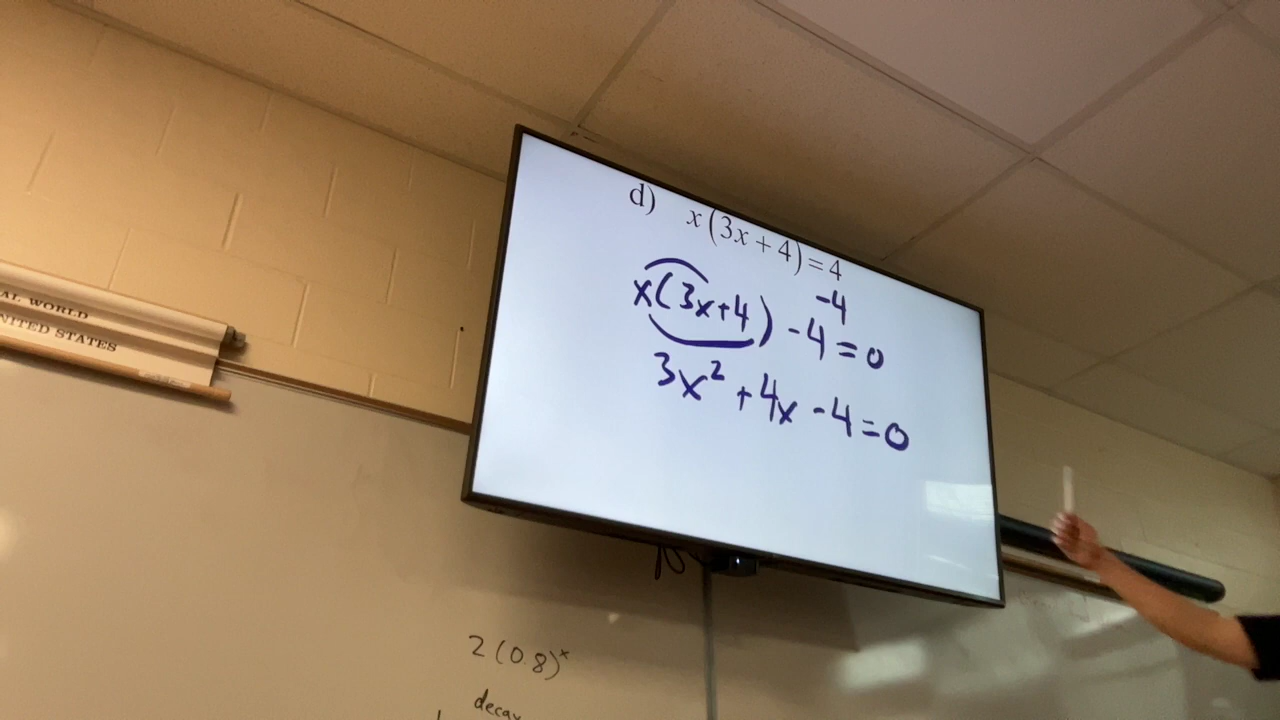 d) x(3x+4)=4
-4
x(3x+4)-4=0
3x²+4x-4=0
AL WORLD
NITED STATES
2(0.8)ˣ
decay